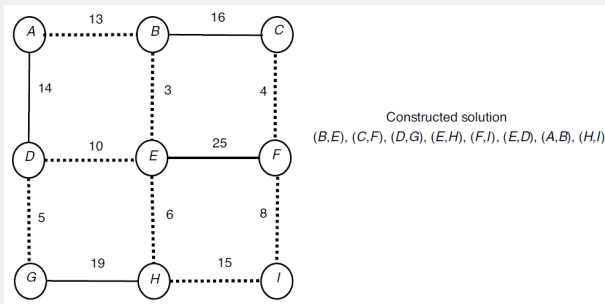 13
16
A
B
C
14
3
4
Constructed solution
(B,E), (C,F), (D,G), (E,H), (F,I), (E,D), (A,B), (H,I)
10
25
D
E
F
5
6
8
19
15
G
H
I